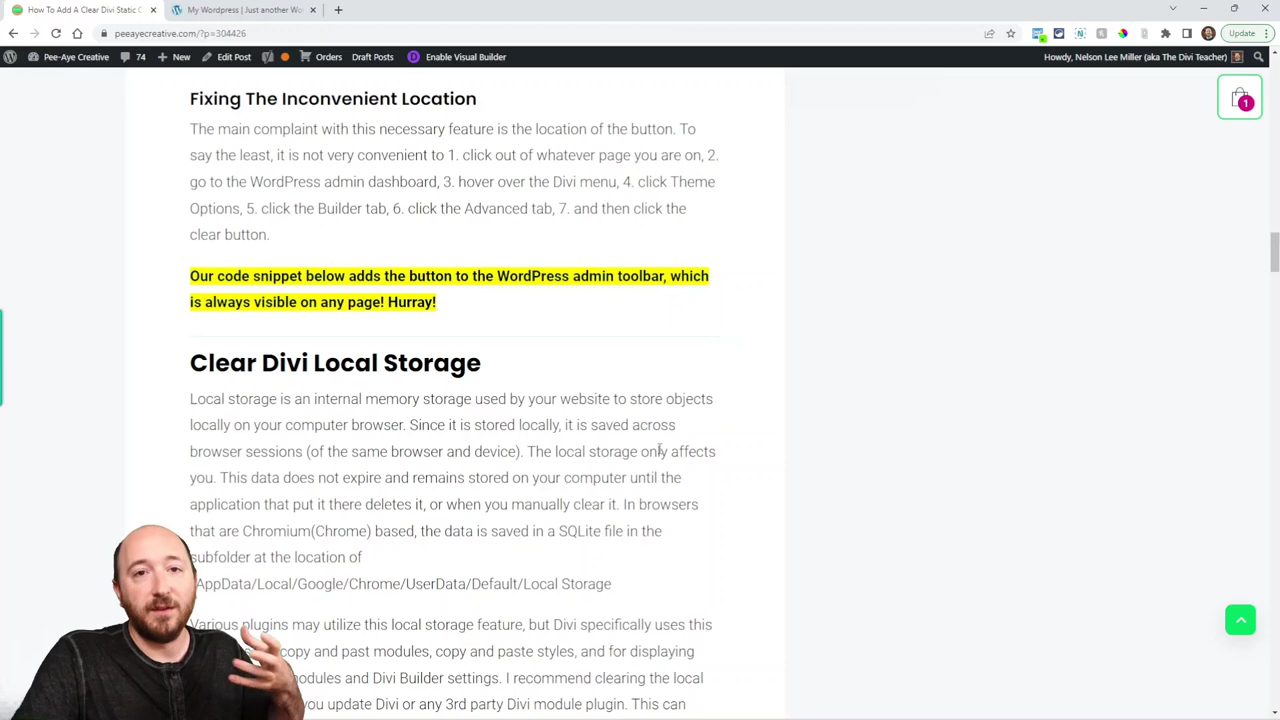 How To Add A Clear Divi Static C
My Wordpress | Just another Wo
peeayecreative.com/?p=304426
Update
Pee-Aye Creative
74
New
Edit Post
Orders
Draft Posts
Enable Visual Builder
Howdy, Nelson Lee Miller (aka The Divi Teacher)
1
Fixing The Inconvenient Location
The main complaint with this necessary feature is the location of the button. To
say the least, it is not very convenient to 1. click out of whatever page you are on, 2.
go to the WordPress admin dashboard, 3. hover over the Divi menu, 4. click Theme
Options, 5. click the Builder tab, 6. click the Advanced tab, 7. and then click the
clear button.
Our code snippet below adds the button to the WordPress admin toolbar, which
is always visible on any page! Hurray!
Clear Divi Local Storage
Local storage is an internal memory storage used by your website to store objects
locally on your computer browser. Since it is stored locally, it is saved across
browser sessions (of the same browser and device). The local storage only affects
you. This data does not expire and remains stored on your computer until the
application that put it there deletes it, or when you manually clear it. In browsers
that are Chromium(Chrome) based, the data is saved in a SQLite file in the
subfolder at the location of
AppData/Local/Google/Chrome/UserData/Default/Local Storage
Various plugins may utilize this local storage feature, but Divi specifically uses this
copy and past modules, copy and paste styles, and for displaying
modules and Divi Builder settings. I recommend clearing the local
you update Divi or any 3rd party Divi module plugin. This can